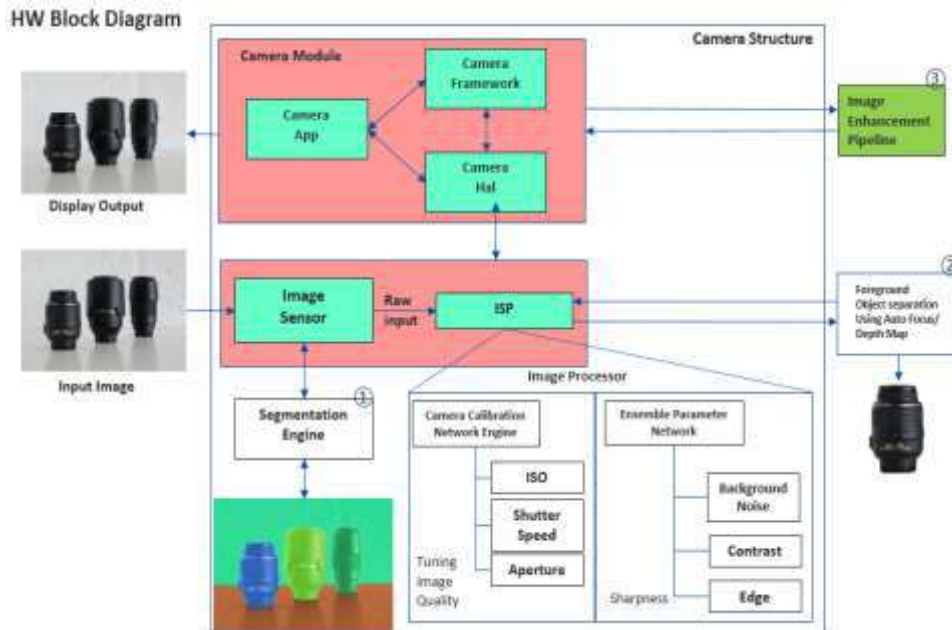 HW Block Diagram
Camera Structure
Camera Module
Camera
Framework
Camera
App
Camera
Hal
③
Image
Enhancement
Pipeline
Display Output
Image
Sensor
Raw
input
ISP
②
Foreground
Object separation
Using Auto Focus/
Depth Map
Input Image
Image Processor
①
Segmentation
Engine
Camera Calibration
Network Engine
ISO
Shutter
Speed
Aperture
Tuning
Image
Quality
Ensemble Parameter
Network
Background
Noise
Contrast
Edge
Sharpness